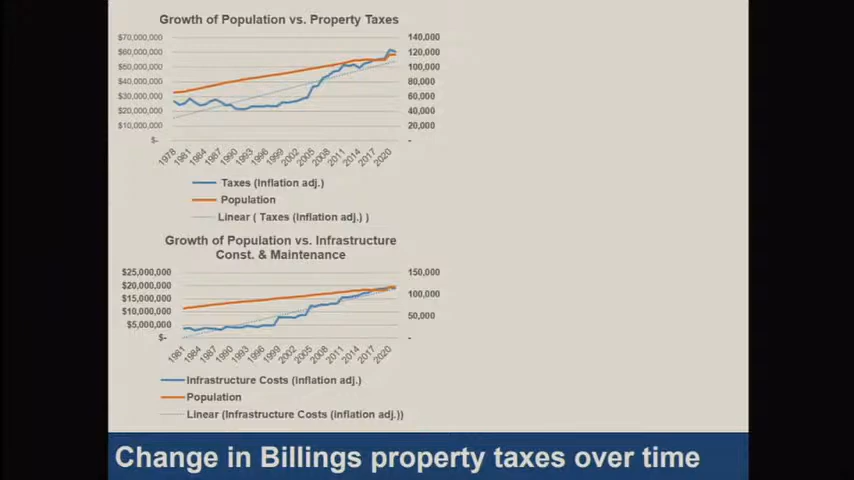 Growth of Population vs. Property Taxes
$70,000,000
$60,000,000
$50,000,000
$40,000,000
$30,000,000
$20,000,000
$10,000,000
$-
140,000
120,000
100,000
80,000
60,000
40,000
20,000
-
1978 1981 1984 1987 1990 1993 1996 1999 2002 2005 2008 2011 2014 2017 2020
Taxes (Inflation adj.)
Population
Linear ( Taxes (Inflation adj.) )
Growth of Population vs. Infrastructure
Const. & Maintenance
$25,000,000
$20,000,000
$15,000,000
$10,000,000
$5,000,000
$-
150,000
100,000
50,000
-
1981 1984 1987 1990 1993 1996 1999 2002 2005 2008 2011 2014 2017 2020
Infrastructure Costs (inflation adj.)
Population
Linear (Infrastructure Costs (inflation adj.))
Change in Billings property taxes over time